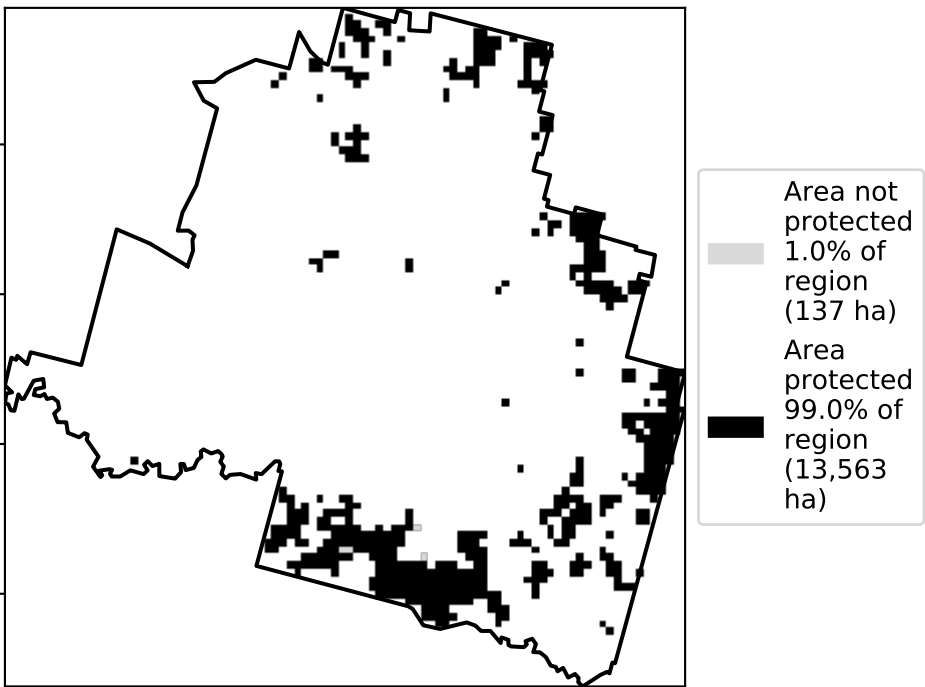 Area not
protected
1.0% of
region
(137 ha)
Area
protected
99.0% of
region
(13,563
ha)